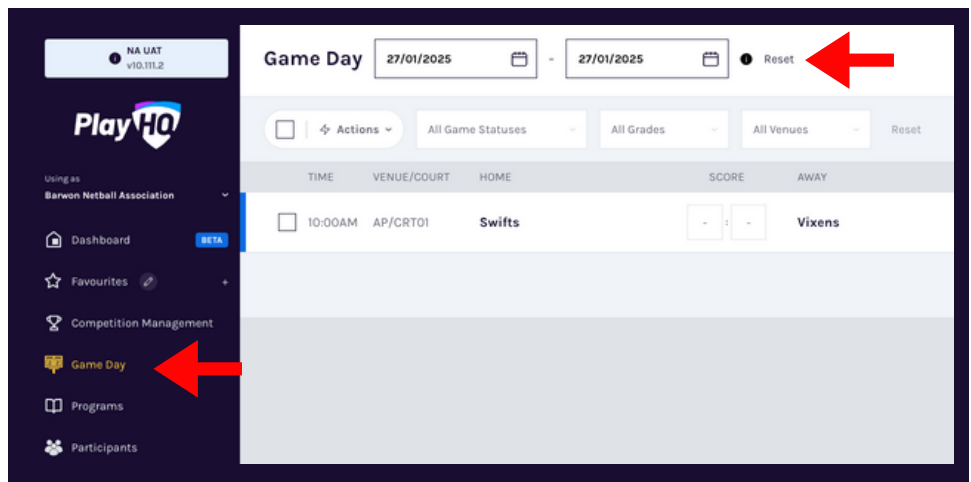 NA UAT
v10.111.2
PlayHQ
Using as
Barwon Netball Association
Dashboard BETA
Favourites +
Competition Management
Game Day
Programs
Participants
Game Day 27/01/2025 - 27/01/2025 Reset
Actions All Game Statuses All Grades All Venues Reset
TIME VENUE/COURT HOME SCORE AWAY
10:00AM AP/CRT01 Swifts - : - Vixens